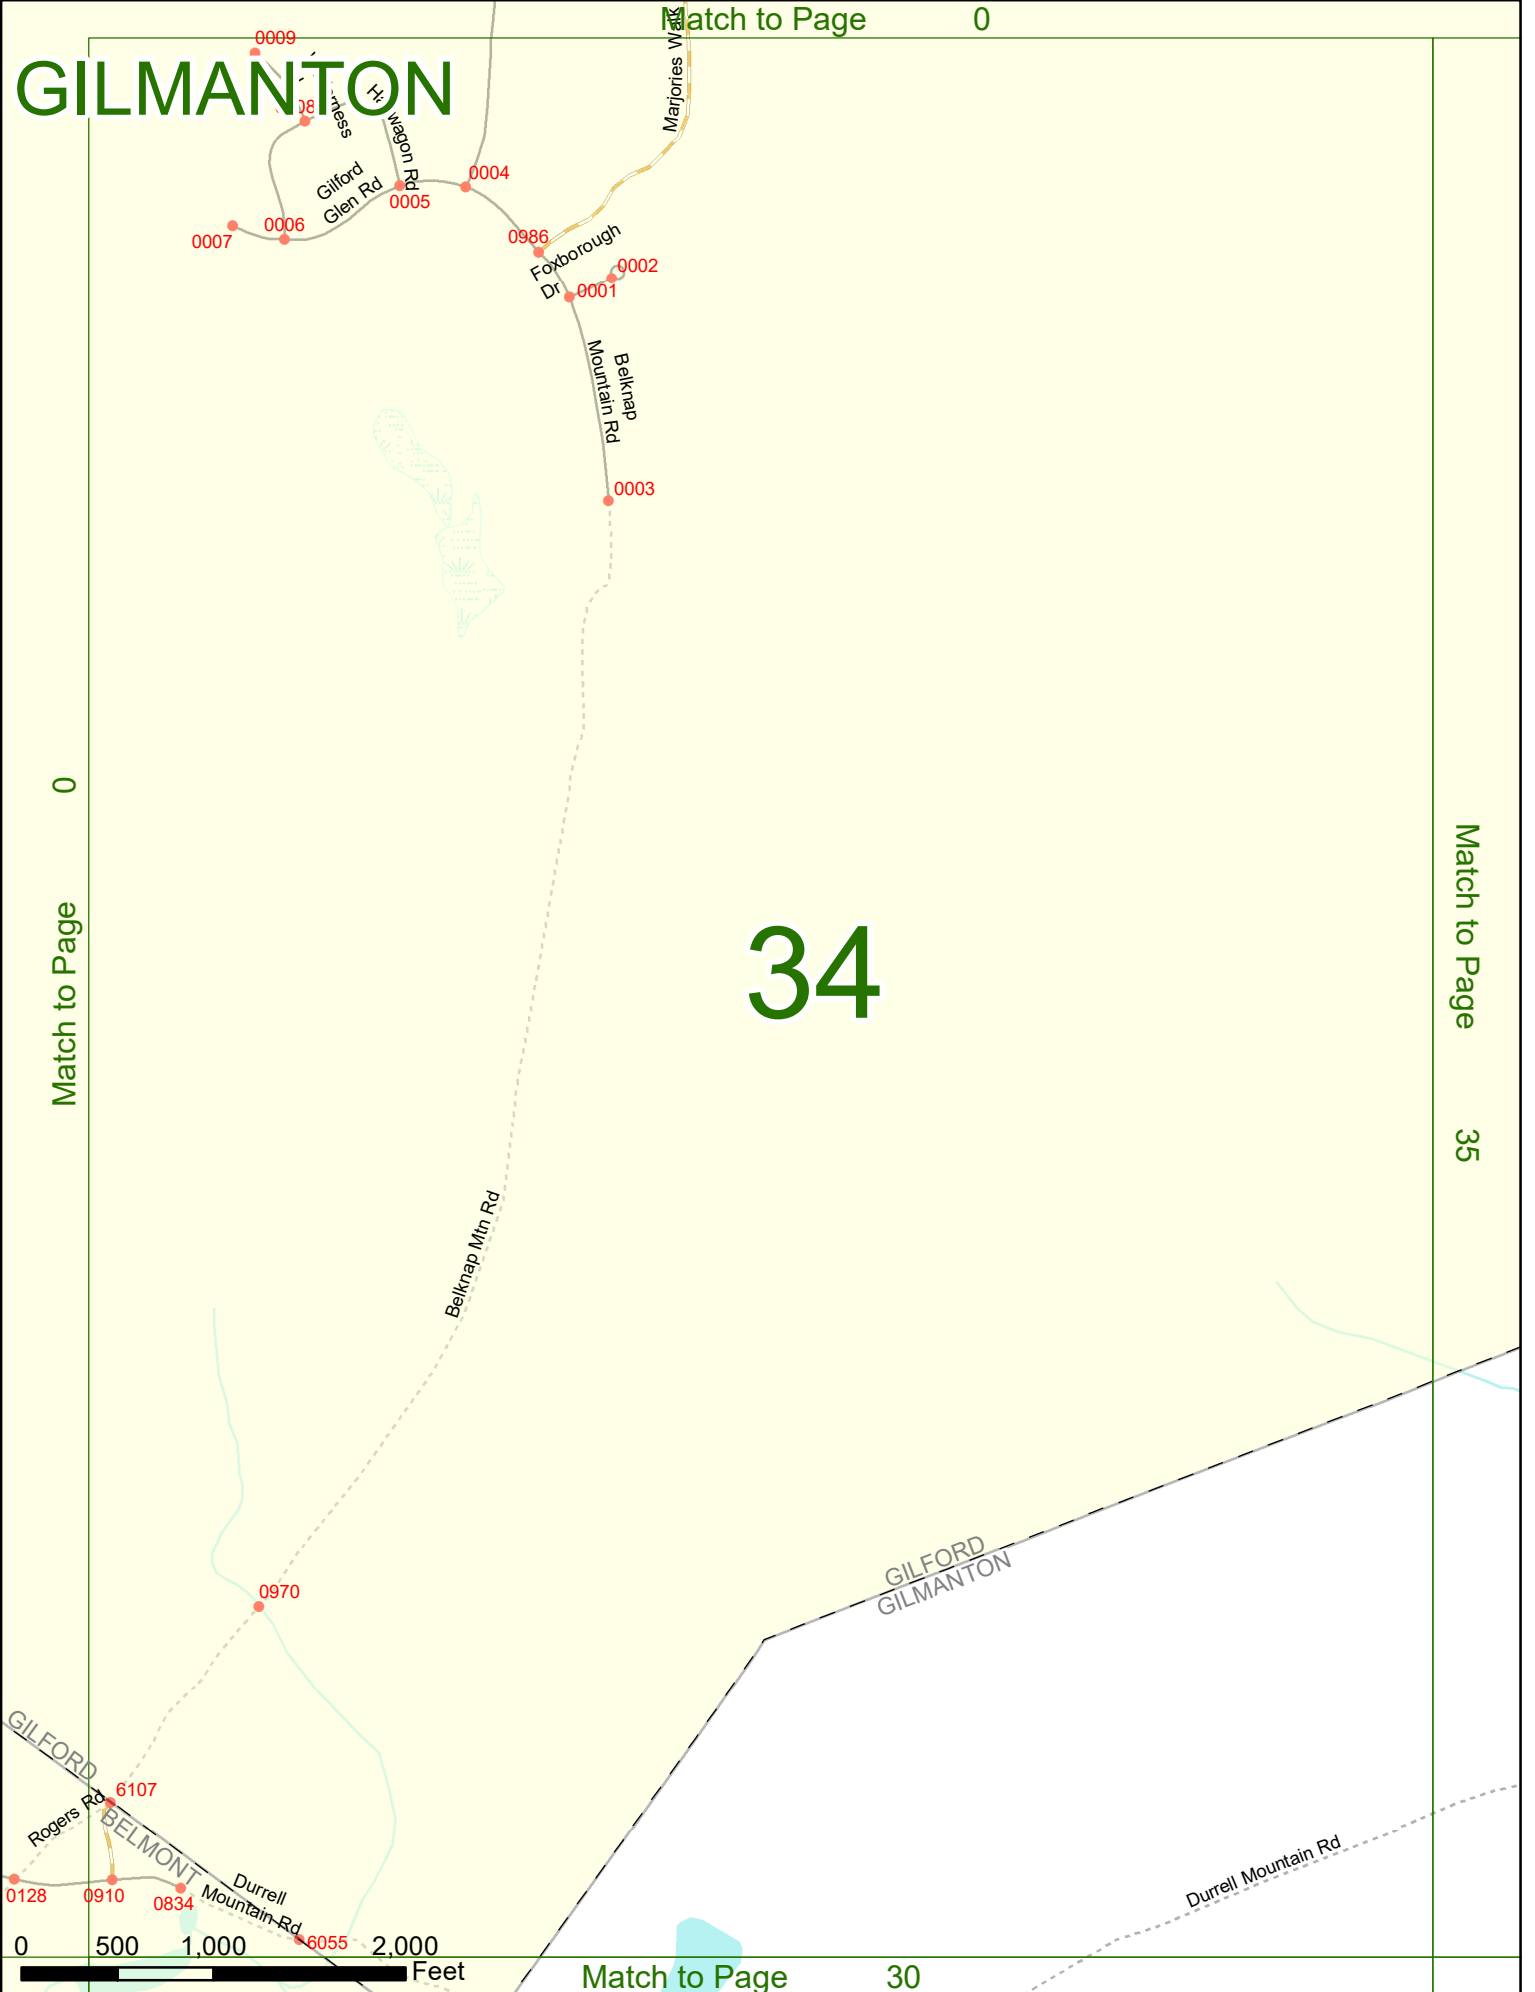 Match to Page 0
GILMANTON
0009
Marjories Walk
Gilford
Glen Rd
0004
0005
0006
0007
0986
Foxborough
Dr
0002
0001
Belknap
Mountain Rd
0003
Match to Page 0
34
Match to Page 35
Belknap Mtn Rd
GILFORD
GILMANTON
0970
GILFORD
6107
Rogers Rd
BELMONT
Durrell
Mountain Rd
Durrell Mountain Rd
0128
0910
0834
6055
0 500 1,000 2,000
Feet
Match to Page 30